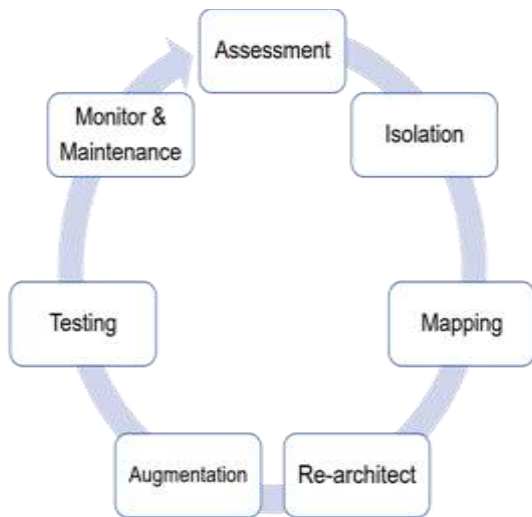 Assessment
Isolation
Mapping
Re-architect
Augmentation
Testing
Monitor &
Maintenance